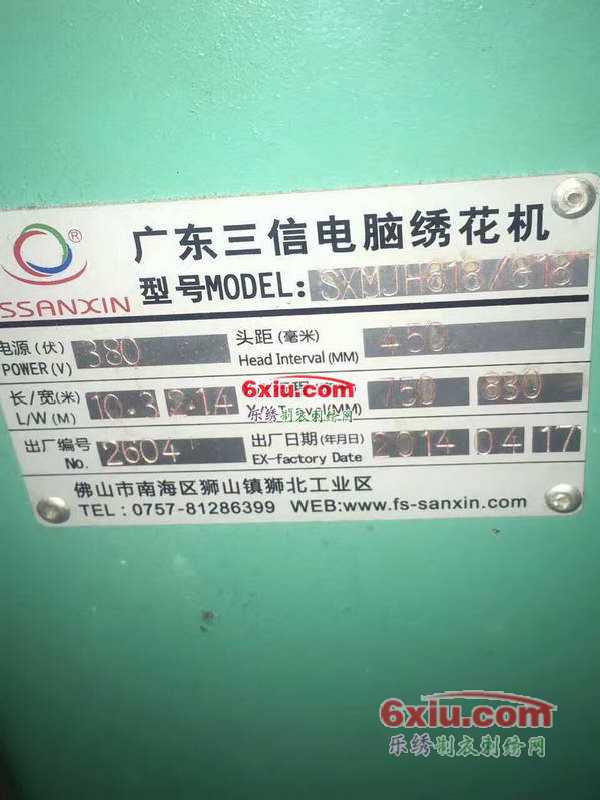 广东三信电脑绣花机
®
SSANXIN
型号MODEL: SXMJH818/818
电源 (伏) 380 头距 (毫米) 450
POWER (V) Head Interval (MM)
长/宽(米) 10.3 2.14 750 830
L/W (M) (MM)
6xiu.com
乐绣制衣刺绣网
出厂编号 2604 出厂日期 (年月日) 2014 04 17
No. EX-factory Date
佛山市南海区狮山镇狮北工业区
TEL : 0757-81286399 WEB:www.fs-sanxin.com
6xiu.com
乐绣制衣刺绣网